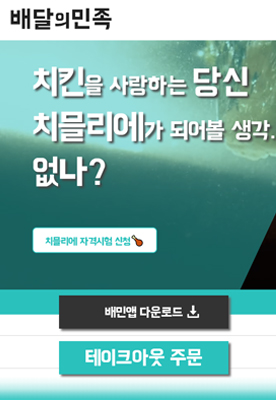 배달의민족
치킨을 사랑하는 당신
치믈리에가 되어볼 생각.
없나?
치믈리에 자격시험 신청
배민앱 다운로드
테이크아웃 주문